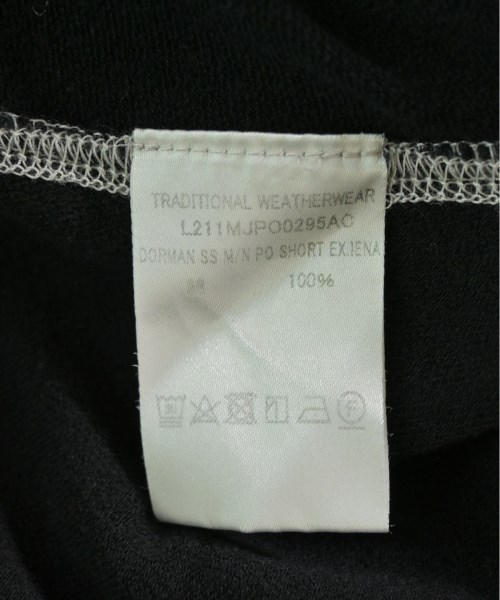 TRADITIONAL WEATHERWEAR
L211MJPO0295AC
DORMAN SS M/N PO SHORT EX.IENA
100%